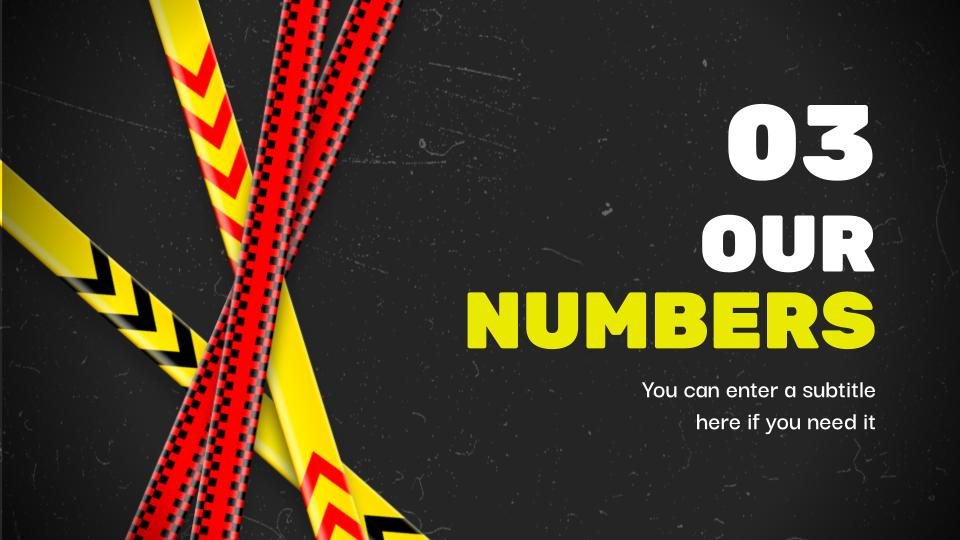 03
OUR
NUMBERS
You can enter a subtitle
here if you need it